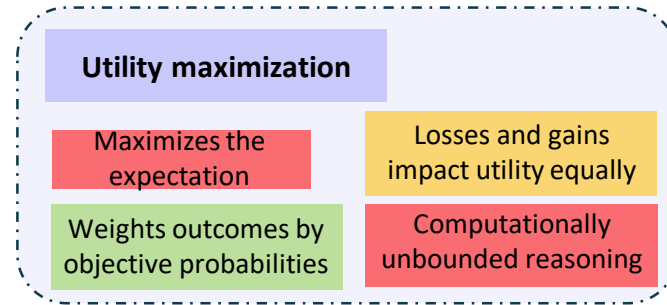 Utility maximization
Maximizes the
expectation
Losses and gains
impact utility equally
Weights outcomes by
objective probabilities
Computationally
unbounded reasoning